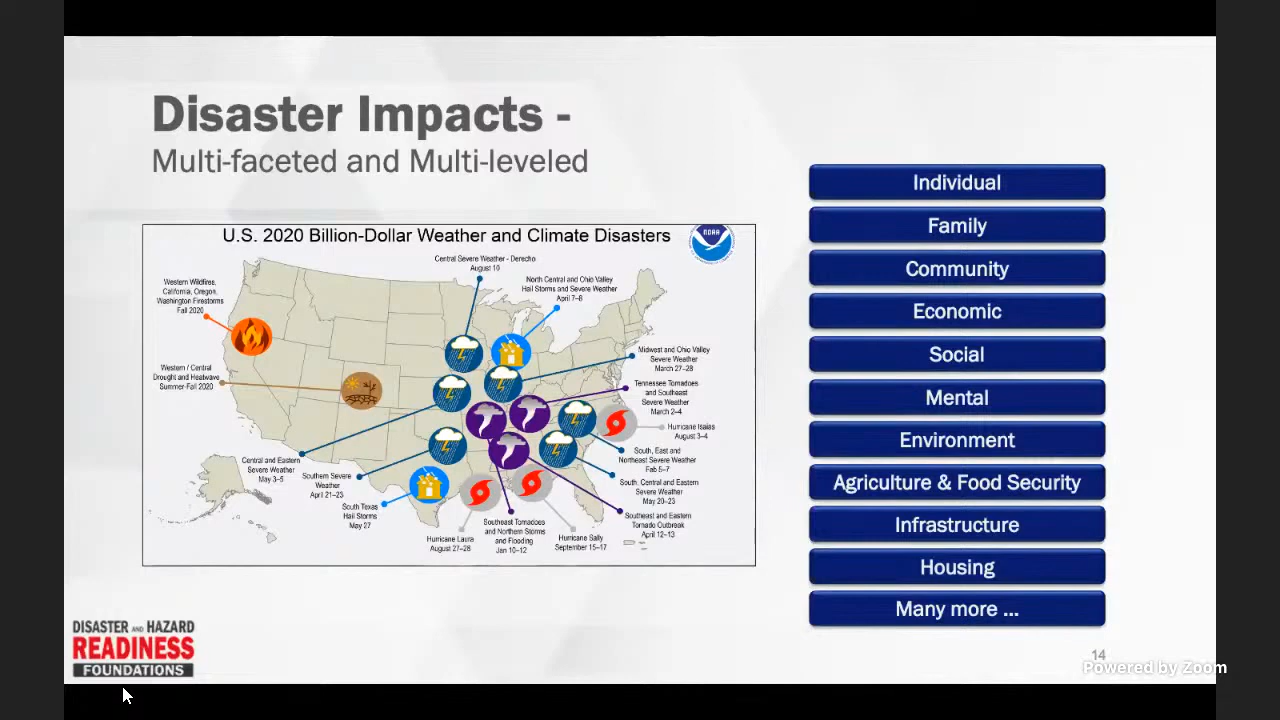 Disaster Impacts -
Multi-faceted and Multi-leveled
U.S. 2020 Billion-Dollar Weather and Climate Disasters
NOAA
Central Severe Weather - Derecho
August 10
North Central and Ohio Valley
Hail Storms and Severe Weather
April 7–8
Western Wildfires,
California, Oregon,
Washington Firestorms
Fall 2020
Western / Central
Drought and Heatwave
Summer-Fall 2020
Midwest and Ohio Valley
Severe Weather
March 27–28
Tennessee Tornadoes
and Southeast
Severe Weather
March 2–4
Hurricane Isaias
August 3–4
South, East and
Northeast Severe Weather
Feb 5–7
South, Central and Eastern
Severe Weather
May 20–23
Southeast and Eastern
Tornado Outbreak
April 12–13
Central and Eastern
Severe Weather
May 3–5
Southern Severe
Weather
April 21–23
South Texas
Hail Storms
May 27
Hurricane Laura
August 27–28
Southeast Tornadoes
and Northern Storms
and Flooding
Jan 10–12
Hurricane Sally
September 15–17
Individual
Family
Community
Economic
Social
Mental
Environment
Agriculture & Food Security
Infrastructure
Housing
Many more ...
DISASTER AND HAZARD
READINESS
FOUNDATIONS
14
Powered by Zoom